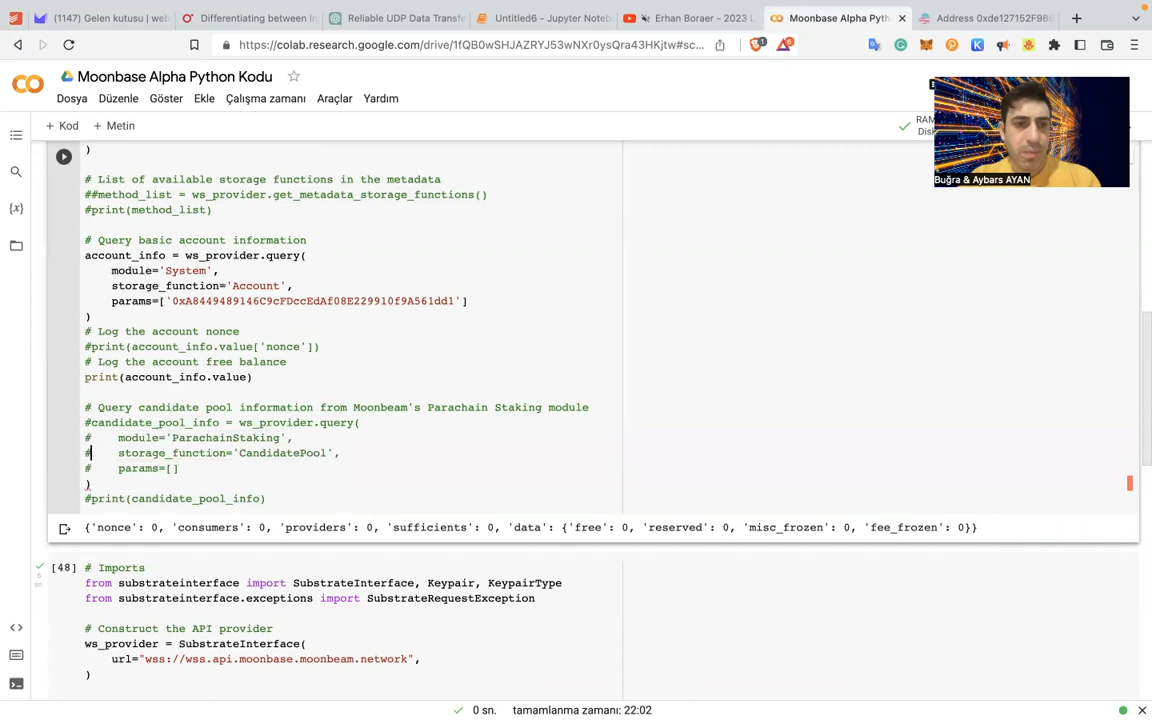 (1147) Gelen kutusu | web
Differentiating between In
Reliable UDP Data Transfe
Untitled6 - Jupyter Noteb
Erhan Boraer - 2023 L
Moonbase Alpha Pyth
Address 0xde127152F9B
https://colab.research.google.com/drive/1fQB0wSHJAZRYJ53wNXr0ysQra43HKjtw#sc...
Moonbase Alpha Python Kodu
Dosya Düzenle Göster Ekle Çalışma zamanı Araçlar Yardım
+ Kod + Metin
RAM
Disk
Buğra & Aybars AYAN
)
# List of available storage functions in the metadata
##method_list = ws_provider.get_metadata_storage_functions()
#print(method_list)
# Query basic account information
account_info = ws_provider.query(
module='System',
storage_function='Account',
params=['0xA8449489146C9cFDccEdAf08E229910f9A561dd1']
)
# Log the account nonce
#print(account_info.value['nonce'])
# Log the account free balance
print(account_info.value)
# Query candidate pool information from Moonbeam's Parachain Staking module
#candidate_pool_info = ws_provider.query(
# module='ParachainStaking',
# storage_function='CandidatePool',
# params=[]
)
#print(candidate_pool_info)
{'nonce': 0, 'consumers': 0, 'providers': 0, 'sufficients': 0, 'data': {'free': 0, 'reserved': 0, 'misc_frozen': 0, 'fee_frozen': 0}}
[48] # Imports
6
sn
from substrateinterface import SubstrateInterface, Keypair, KeypairType
from substrateinterface.exceptions import SubstrateRequestException
# Construct the API provider
ws_provider = SubstrateInterface(
url="wss://wss.api.moonbase.moonbeam.network",
)
0 sn. tamamlanma zamanı: 22:02